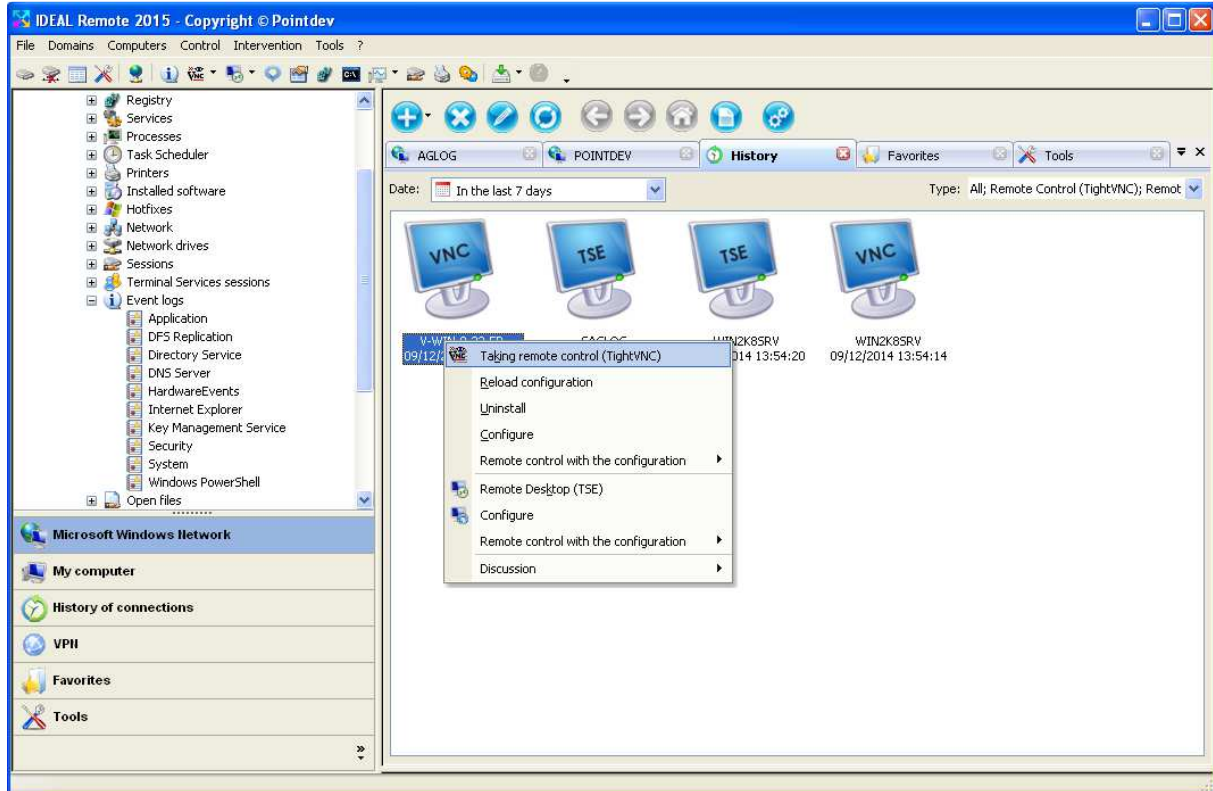 IDEAL Remote 2015 - Copyright © Pointdev
File Domains Computers Control Intervention Tools ?
Registry
Services
Processes
Task Scheduler
Printers
Installed software
Hotfixes
Network
Network drives
Sessions
Terminal Services sessions
Event logs
Application
DFS Replication
Directory Service
DNS Server
HardwareEvents
Internet Explorer
Key Management Service
Security
System
Windows PowerShell
Open files
Microsoft Windows Network
My computer
History of connections
VPN
Favorites
Tools
AGLOG POINTDEV History Favorites Tools
Date: In the last 7 days Type: All; Remote Control (TightVNC); Remot
VNC TSE TSE VNC
WIN2K8SRV WIN2K8SRV
09/12/ 014 13:54:20 09/12/2014 13:54:14
Taking remote control (TightVNC)
Reload configuration
Uninstall
Configure
Remote control with the configuration
Remote Desktop (TSE)
Configure
Remote control with the configuration
Discussion